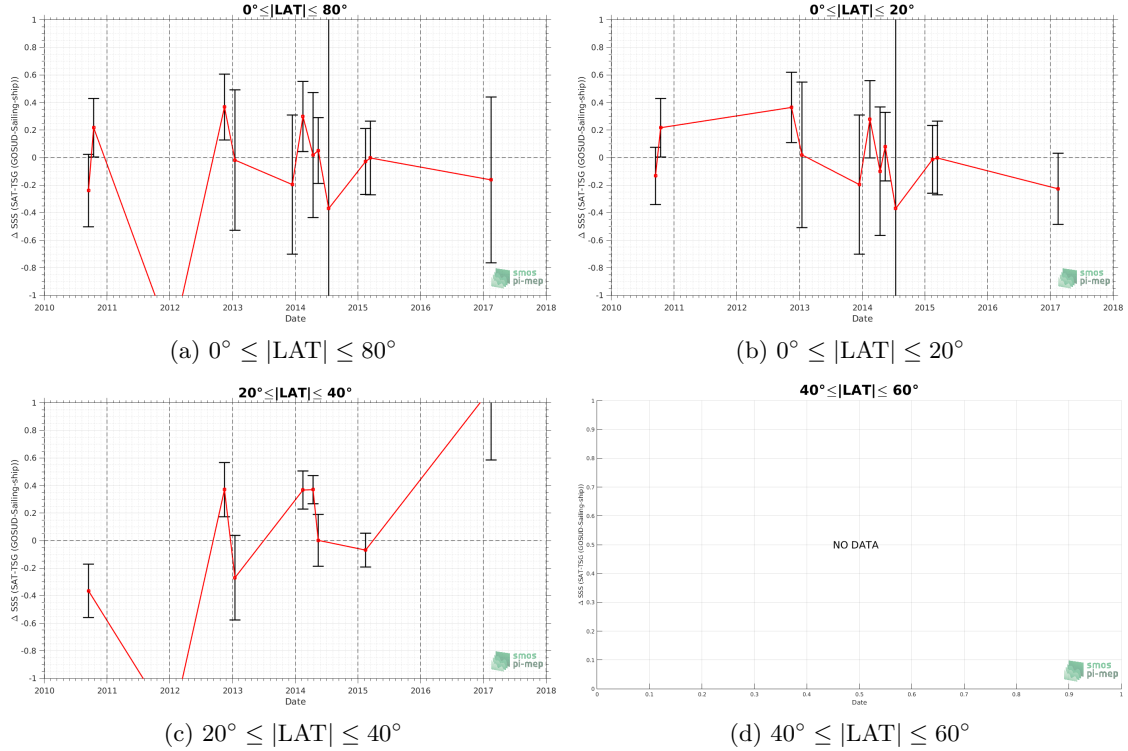 0°≤|LAT|≤ 80°
Δ SSS (SAT-TSG (GOSUD-Sailing-ship))
1
0.8
0.6
0.4
0.2
0
-0.2
-0.4
-0.6
-0.8
-1
2010 2011 2012 2013 2014 2015 2016 2017 2018
Date
smos
pi-mep
(a) 0° ≤ |LAT| ≤ 80°
0°≤|LAT|≤ 20°
Δ SSS (SAT-TSG (GOSUD-Sailing-ship))
1
0.8
0.6
0.4
0.2
0
-0.2
-0.4
-0.6
-0.8
-1
2010 2011 2012 2013 2014 2015 2016 2017 2018
Date
smos
pi-mep
(b) 0° ≤ |LAT| ≤ 20°
20°≤|LAT|≤ 40°
Δ SSS (SAT-TSG (GOSUD-Sailing-ship))
1
0.8
0.6
0.4
0.2
0
-0.2
-0.4
-0.6
-0.8
-1
2010 2011 2012 2013 2014 2015 2016 2017 2018
Date
smos
pi-mep
(c) 20° ≤ |LAT| ≤ 40°
40°≤|LAT|≤ 60°
Δ SSS (SAT-TSG (GOSUD-Sailing-ship))
1
0.9
0.8
0.7
0.6
0.5
0.4
0.3
0.2
0.1
0
NO DATA
0 0.1 0.2 0.3 0.4 0.5 0.6 0.7 0.8 0.9 1
Date
smos
pi-mep
(d) 40° ≤ |LAT| ≤ 60°